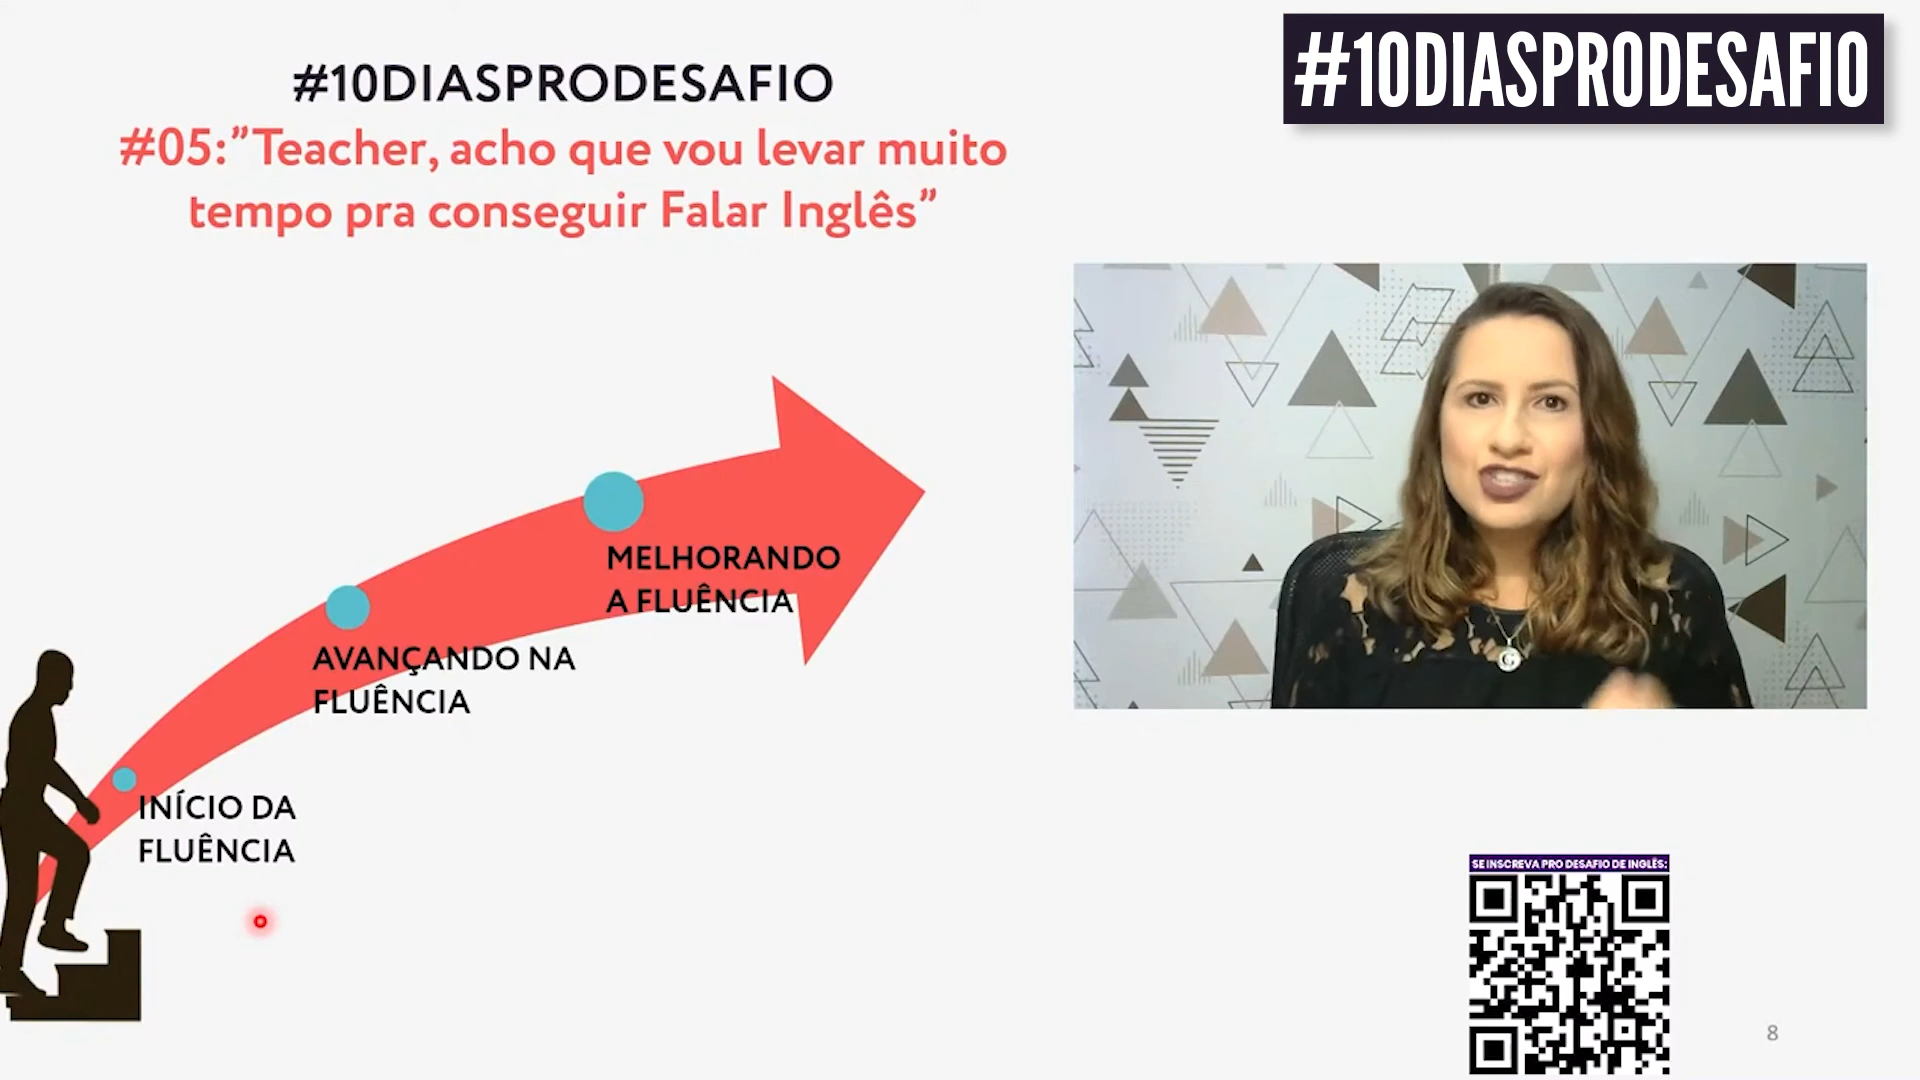 #10DIASPRODESAFIO
#10DIASPRODESAFIO
#05:”Teacher, acho que vou levar muito
tempo pra conseguir Falar Inglês”
MELHORANDO
A FLUÊNCIA
AVANÇANDO NA
FLUÊNCIA
INÍCIO DA
FLUÊNCIA
G
SE INSCREVA PRO DESAFIO DE INGLÊS:
8